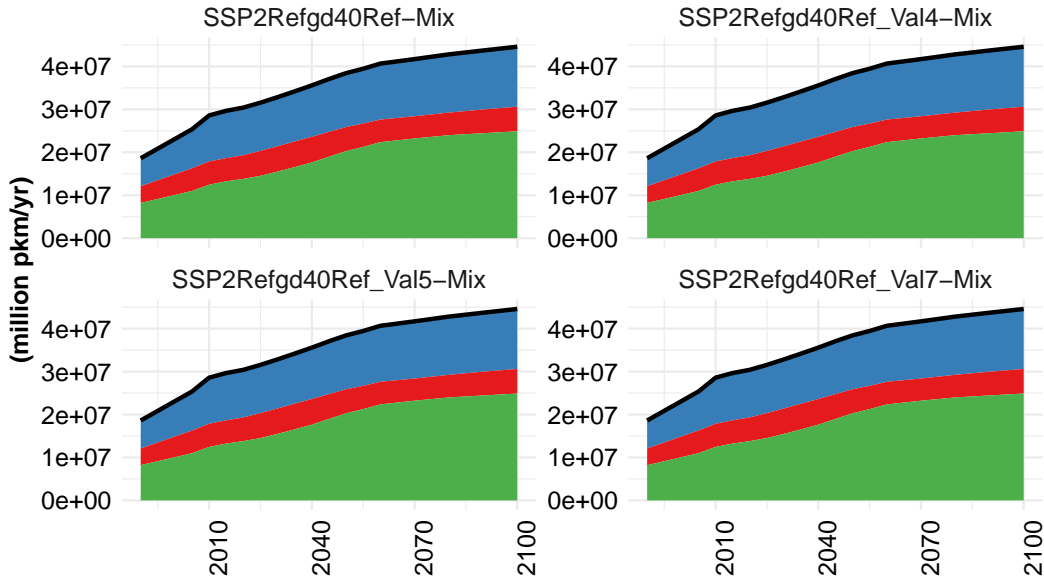 SSP2Refgd40Ref−Mix
SSP2Refgd40Ref_Val4−Mix
4e+07
3e+07
2e+07
1e+07
0e+00
4e+07
3e+07
2e+07
1e+07
0e+00
(million pkm/yr)
SSP2Refgd40Ref_Val5−Mix
SSP2Refgd40Ref_Val7−Mix
4e+07
3e+07
2e+07
1e+07
0e+00
4e+07
3e+07
2e+07
1e+07
0e+00
2010
2040
2070
2100
2010
2040
2070
2100